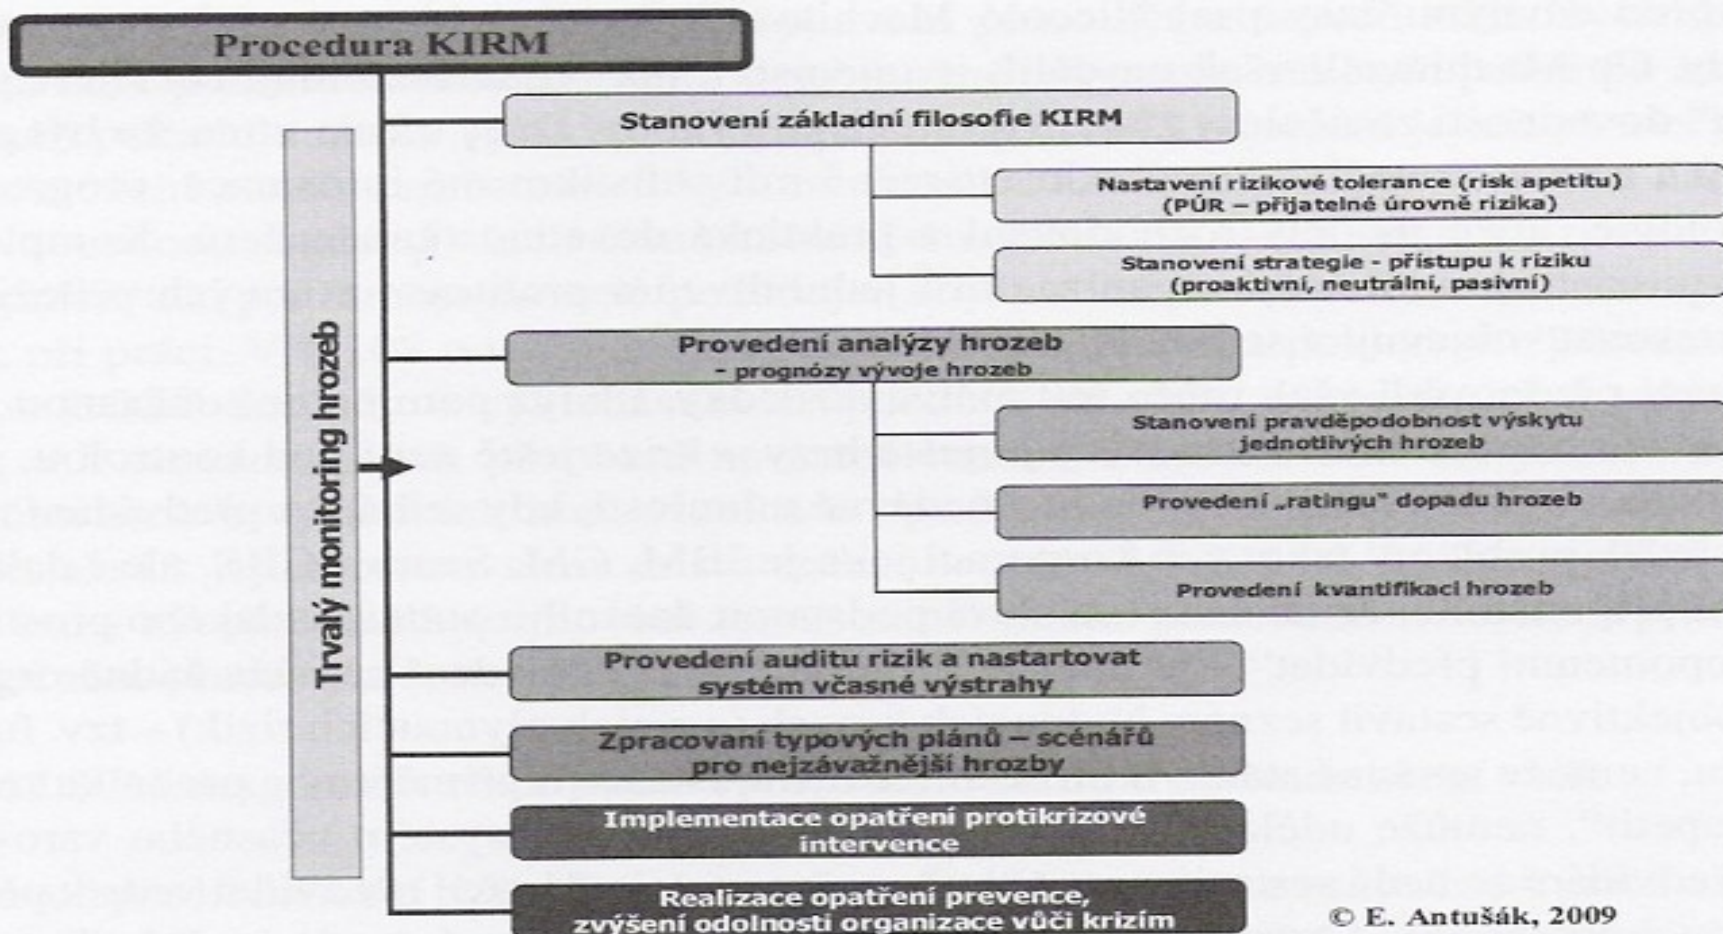 Procedura KIRM
Stanovení základní filosofie KIRM
Nastavení rizikové tolerance (risk apetitu)
(PÚR – přijatelné úrovně rizika)
Stanovení strategie - přístupu k riziku
(proaktivní, neutrální, pasivní)
Trvalý monitoring hrozeb
Provedení analýzy hrozeb
- prognózy vývoje hrozeb
Stanovení pravděpodobnost výskytu
jednotlivých hrozeb
Provedení „ratingu" dopadu hrozeb
Provedení kvantifikaci hrozeb
Provedení auditu rizik a nastartovat
systém včasné výstrahy
Zpracovaní typových plánů – scénářů
pro nejzávažnější hrozby
Implementace opatření protikrizové
intervence
Realizace opatření prevence,
zvýšení odolnosti organizace vůči krizím
© E. Antušák, 2009